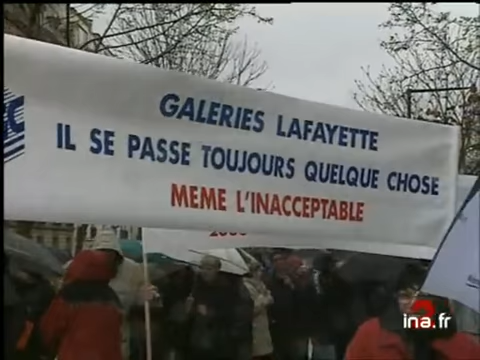 GALERIES LAFAYETTE
IL SE PASSE TOUJOURS QUELQUE CHOSE
MEME L'INACCEPTABLE
ina.fr